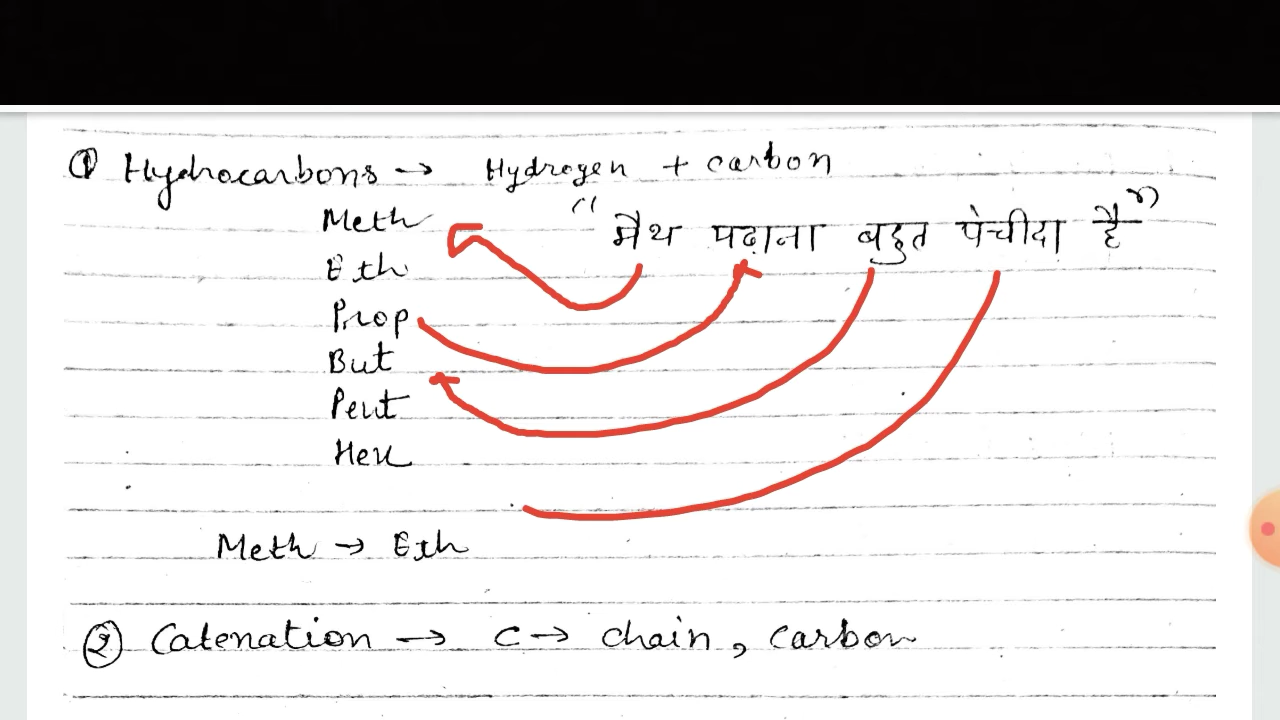 ① Hydrocarbons → Hydrogen + carbon
Meth "मैथ पढाना बहुत पेचीदा है"
Eth
Prop
But
Pent
Hex
Meth → Eth
② Catenation → C → chain, carbon